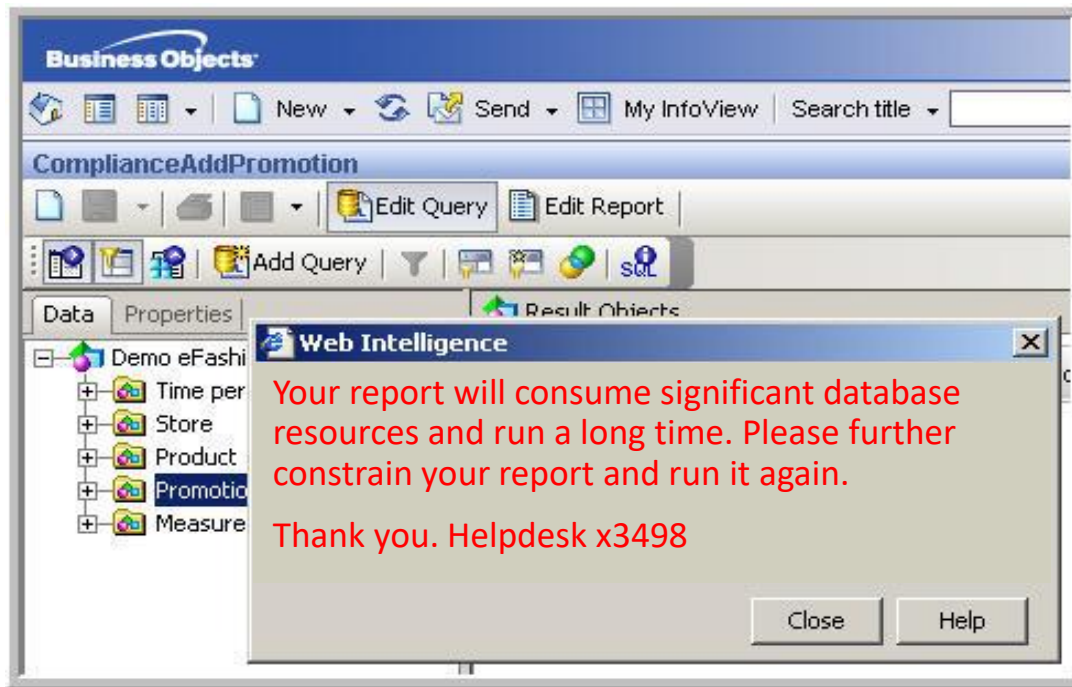 Business Objects
New Send My InfoView Search title
ComplianceAddPromotion
Edit Query Edit Report
Add Query SQL
Data Properties Result Objects
Demo eFashi
Time per
Store
Product
Promotio
Measure
Web Intelligence
Your report will consume significant database
resources and run a long time. Please further
constrain your report and run it again.
Thank you. Helpdesk x3498
Close Help